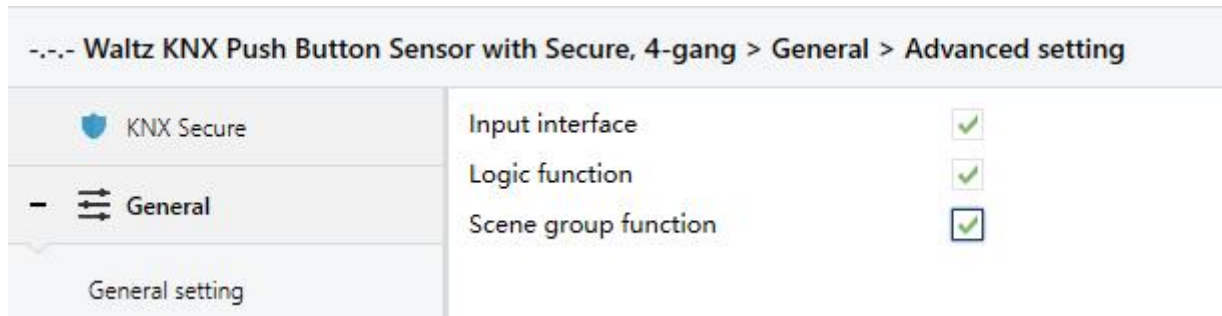 -.-.- Waltz KNX Push Button Sensor with Secure, 4-gang > General > Advanced setting
KNX Secure
General
General setting
Input interface
Logic function
Scene group function